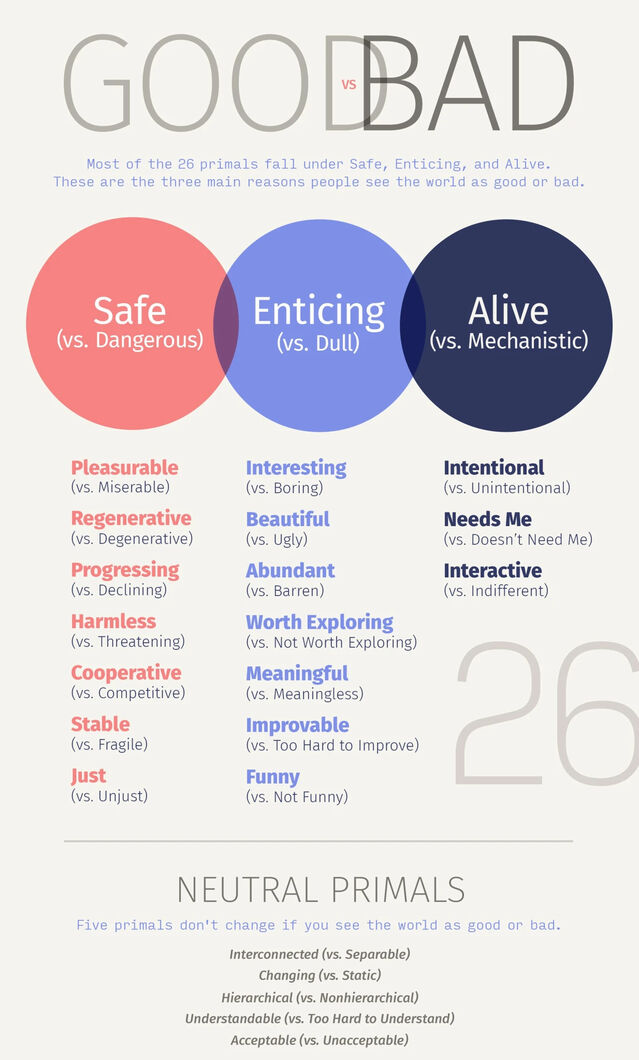 GOOD VS BAD
Most of the 26 primals fall under Safe, Enticing, and Alive.
These are the three main reasons people see the world as good or bad.
Safe
(vs. Dangerous)
Enticing
(vs. Dull)
Alive
(vs. Mechanistic)
Pleasurable
(vs. Miserable)
Regenerative
(vs. Degenerative)
Progressing
(vs. Declining)
Harmless
(vs. Threatening)
Cooperative
(vs. Competitive)
Stable
(vs. Fragile)
Just
(vs. Unjust)
Interesting
(vs. Boring)
Beautiful
(vs. Ugly)
Abundant
(vs. Barren)
Worth Exploring
(vs. Not Worth Exploring)
Meaningful
(vs. Meaningless)
Improvable
(vs. Too Hard to Improve)
Funny
(vs. Not Funny)
Intentional
(vs. Unintentional)
Needs Me
(vs. Doesn't Need Me)
Interactive
(vs. Indifferent)
26
NEUTRAL PRIMALS
Five primals don't change if you see the world as good or bad.
Interconnected (vs. Separable)
Changing (vs. Static)
Hierarchical (vs. Nonhierarchical)
Understandable (vs. Too Hard to Understand)
Acceptable (vs. Unacceptable)